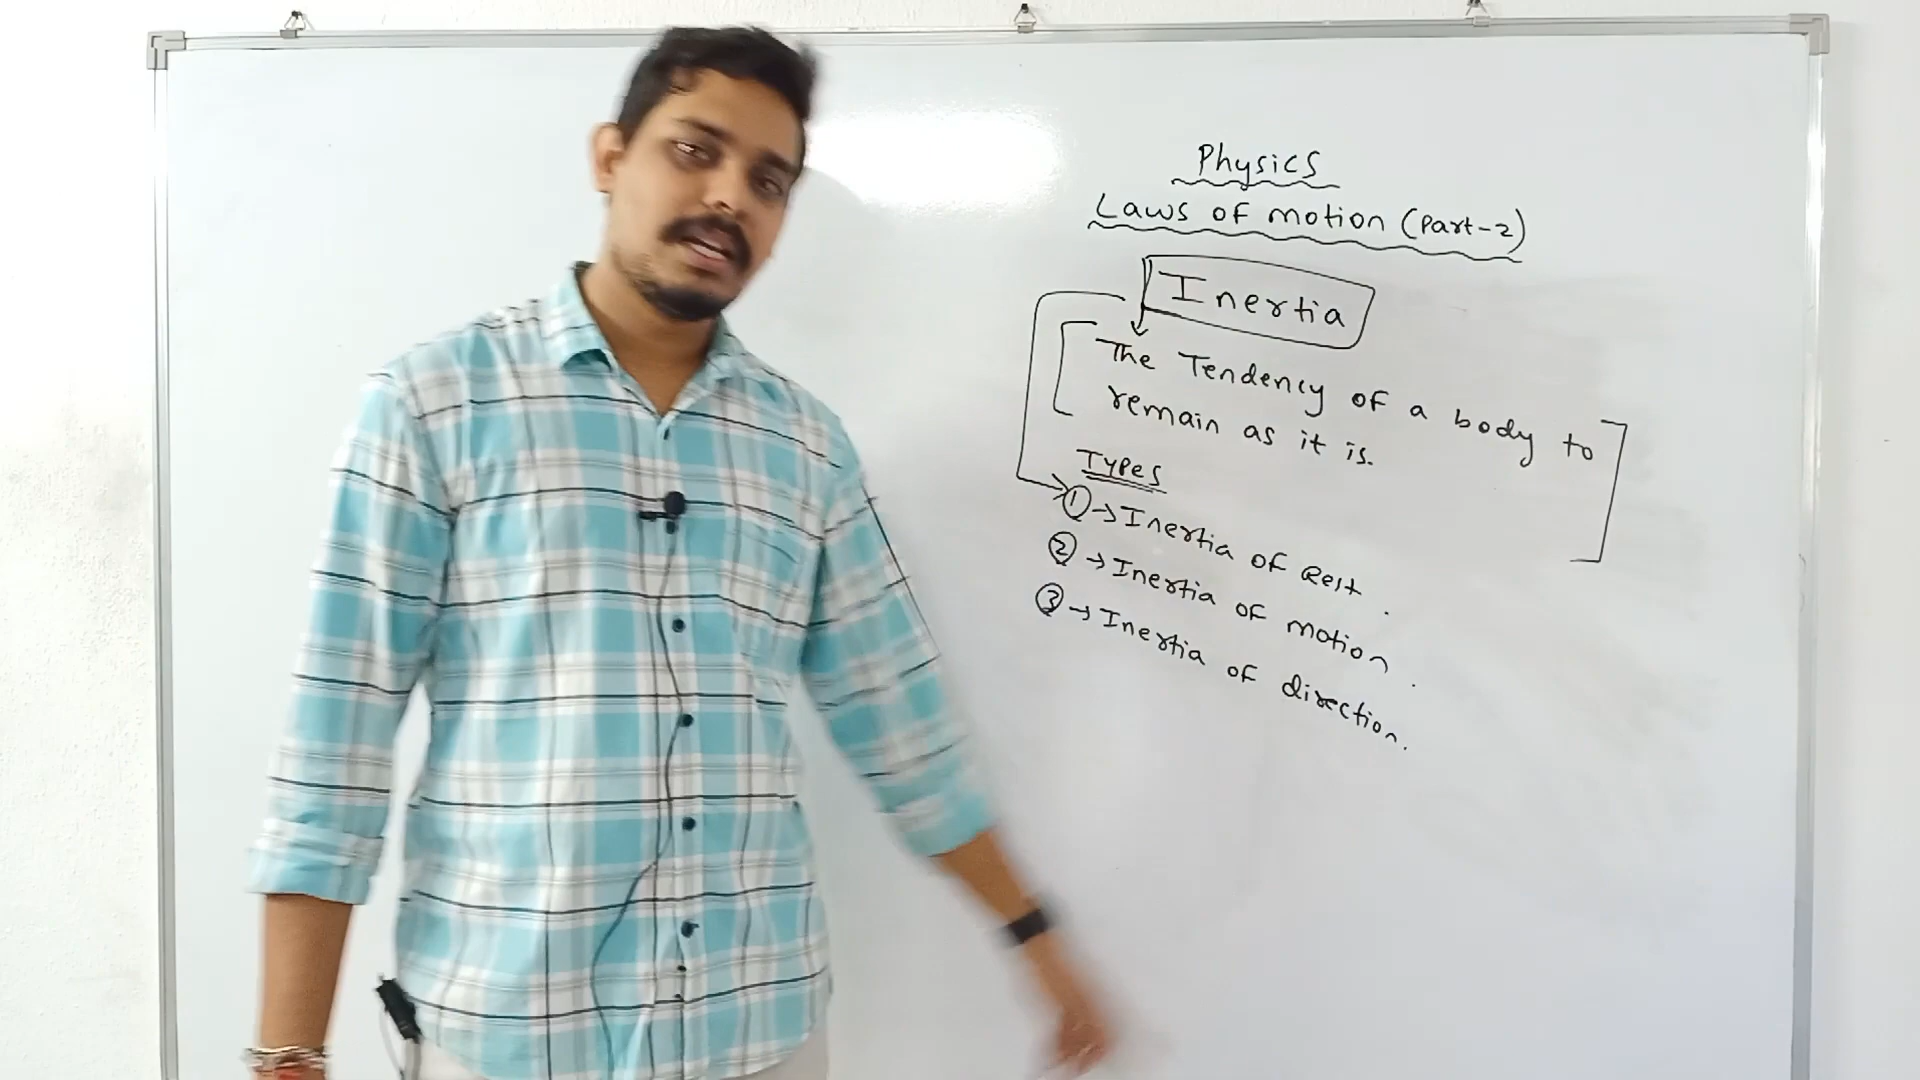 Physics
Laws of motion (Part-2)
Inertia
The Tendency of a body to
remain as it is.
Types
① → Inertia of Rest.
② → Inertia of motion.
③ → Inertia of direction.